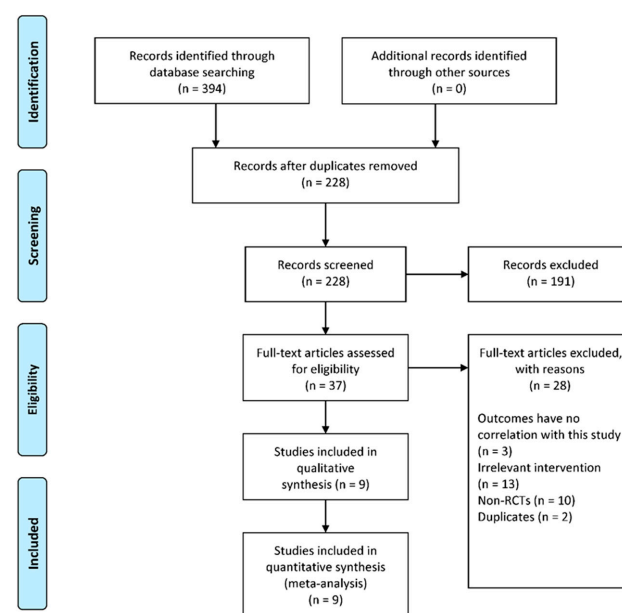 Identification
Records identified through
database searching
(n = 394)
Additional records identified
through other sources
(n = 0)
Records after duplicates removed
(n = 228)
Screening
Records screened
(n = 228)
Records excluded
(n = 191)
Eligibility
Full-text articles assessed
for eligibility
(n = 37)
Full-text articles excluded,
with reasons
(n = 28)
Outcomes have no
correlation with this study
(n = 3)
Irrelevant intervention
(n = 13)
Non-RCTs (n = 10)
Duplicates (n = 2)
Studies included in
qualitative
synthesis (n = 9)
Included
Studies included in
quantitative synthesis
(meta-analysis)
(n = 9)